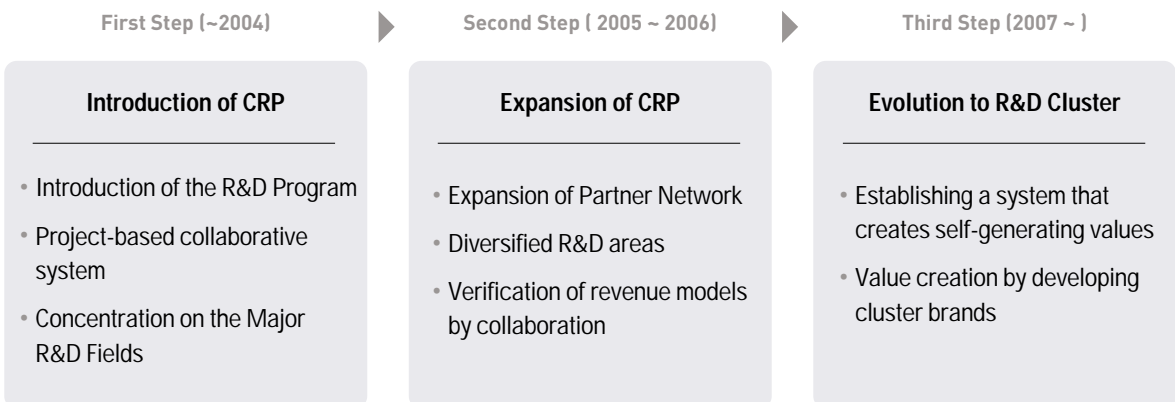 First Step (~2004)
Introduction of CRP
• Introduction of the R&D Program
• Project-based collaborative
system
• Concentration on the Major
R&D Fields
Second Step ( 2005 ~ 2006)
Expansion of CRP
• Expansion of Partner Network
• Diversified R&D areas
• Verification of revenue models
by collaboration
Third Step (2007 ~ )
Evolution to R&D Cluster
• Establishing a system that
creates self-generating values
• Value creation by developing
cluster brands